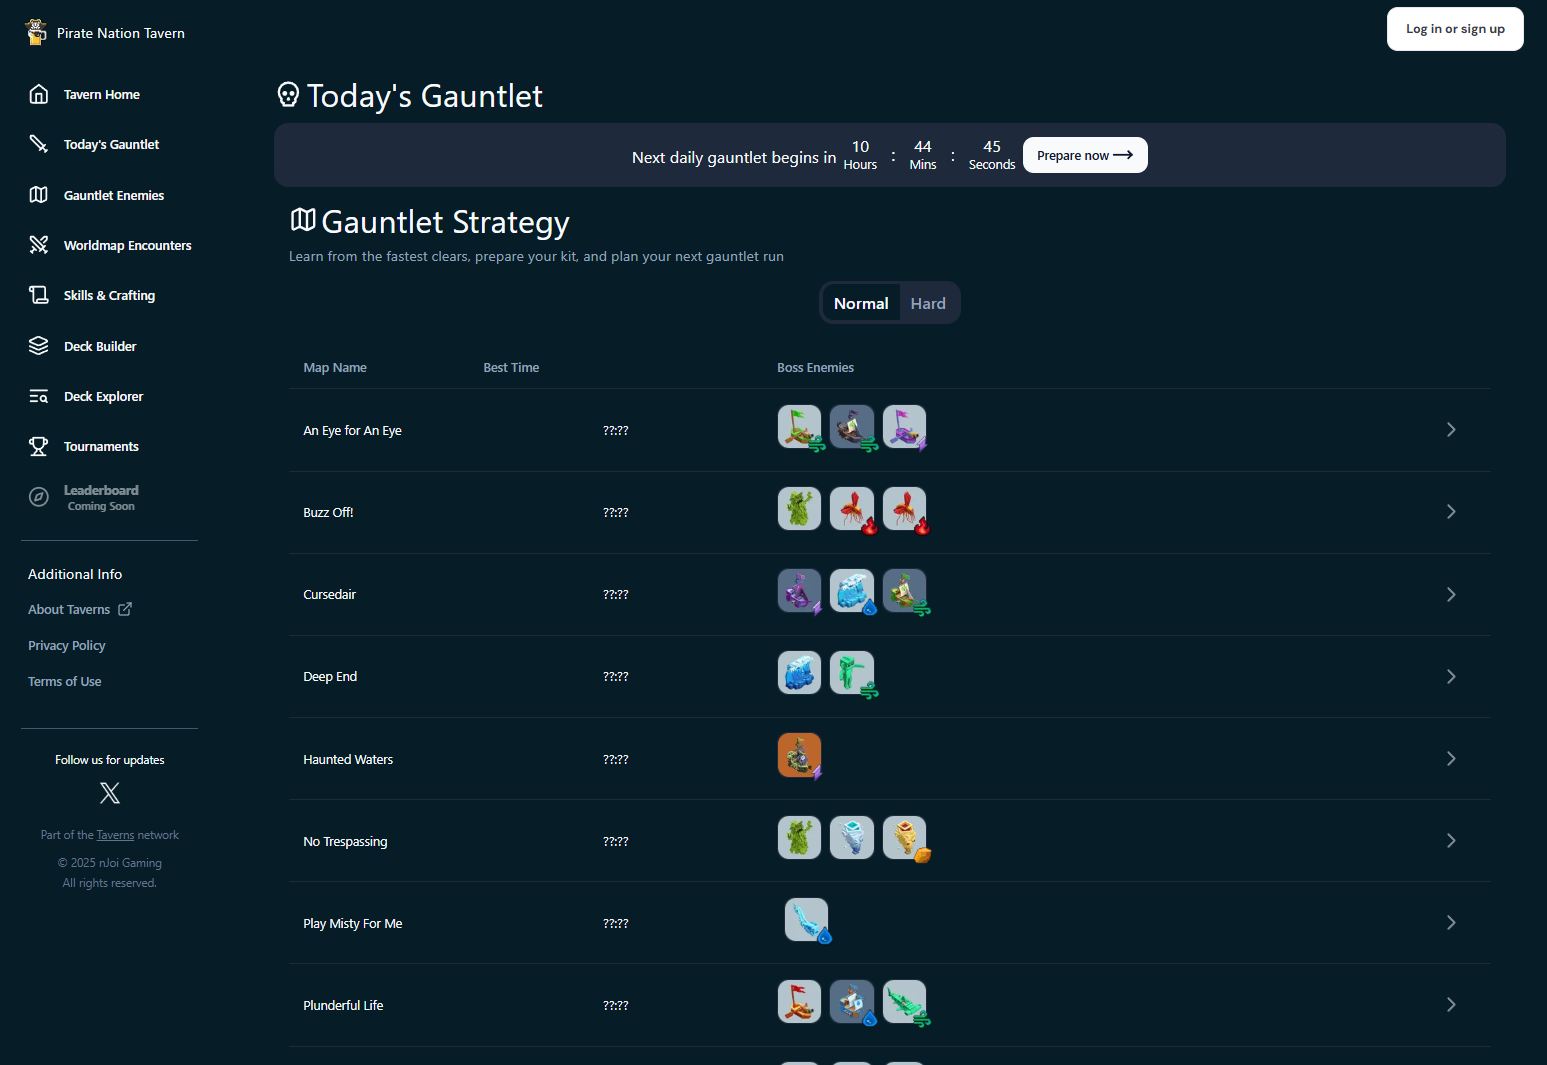 Pirate Nation Tavern
Log in or sign up
Tavern Home
Today's Gauntlet
Gauntlet Enemies
Worldmap Encounters
Skills & Crafting
Deck Builder
Deck Explorer
Tournaments
Leaderboard
Coming Soon
Additional Info
About Taverns
Privacy Policy
Terms of Use
Follow us for updates
Part of the Taverns network
© 2025 nJoi Gaming
All rights reserved.
Today's Gauntlet
Next daily gauntlet begins in 10 Hours : 44 Mins : 45 Seconds Prepare now
Gauntlet Strategy
Learn from the fastest clears, prepare your kit, and plan your next gauntlet run
Normal Hard
Map Name Best Time Boss Enemies
An Eye for An Eye ??:??
Buzz Off! ??:??
Cursedair ??:??
Deep End ??:??
Haunted Waters ??:??
No Trespassing ??:??
Play Misty For Me ??:??
Plunderful Life ??:??